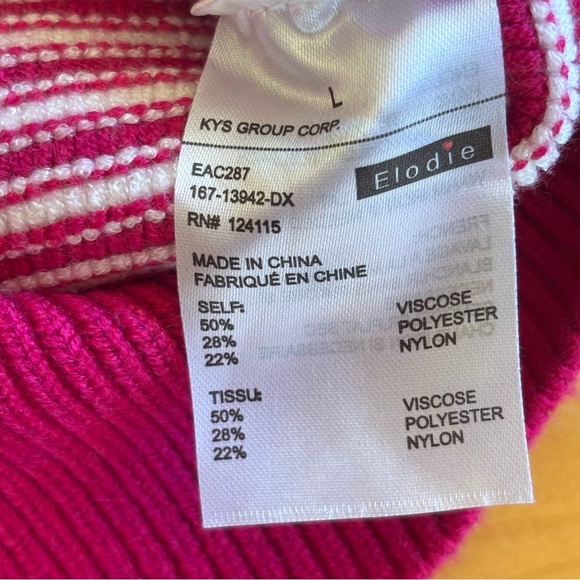 L
KYS GROUP CORP.
Elodie
EAC287
167-13942-DX
RN# 124115
MADE IN CHINA
FABRIQUÉ EN CHINE
SELF:
50% VISCOSE
28% POLYESTER
22% NYLON
TISSU:
50% VISCOSE
28% POLYESTER
22% NYLON